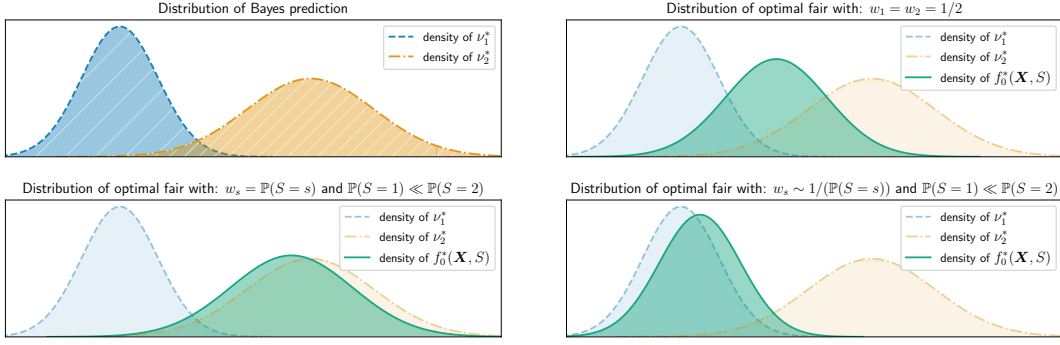 Distribution of Bayes prediction
density of ν₁*
density of ν₂*
Distribution of optimal fair with: w₁ = w₂ = 1/2
density of ν₁*
density of ν₂*
density of f₀*(X, S)
Distribution of optimal fair with: wₛ = ℙ(S = s) and ℙ(S = 1) ≪ ℙ(S = 2)
density of ν₁*
density of ν₂*
density of f₀*(X, S)
Distribution of optimal fair with: wₛ ∼ 1/(ℙ(S = s)) and ℙ(S = 1) ≪ ℙ(S = 2)
density of ν₁*
density of ν₂*
density of f₀*(X, S)